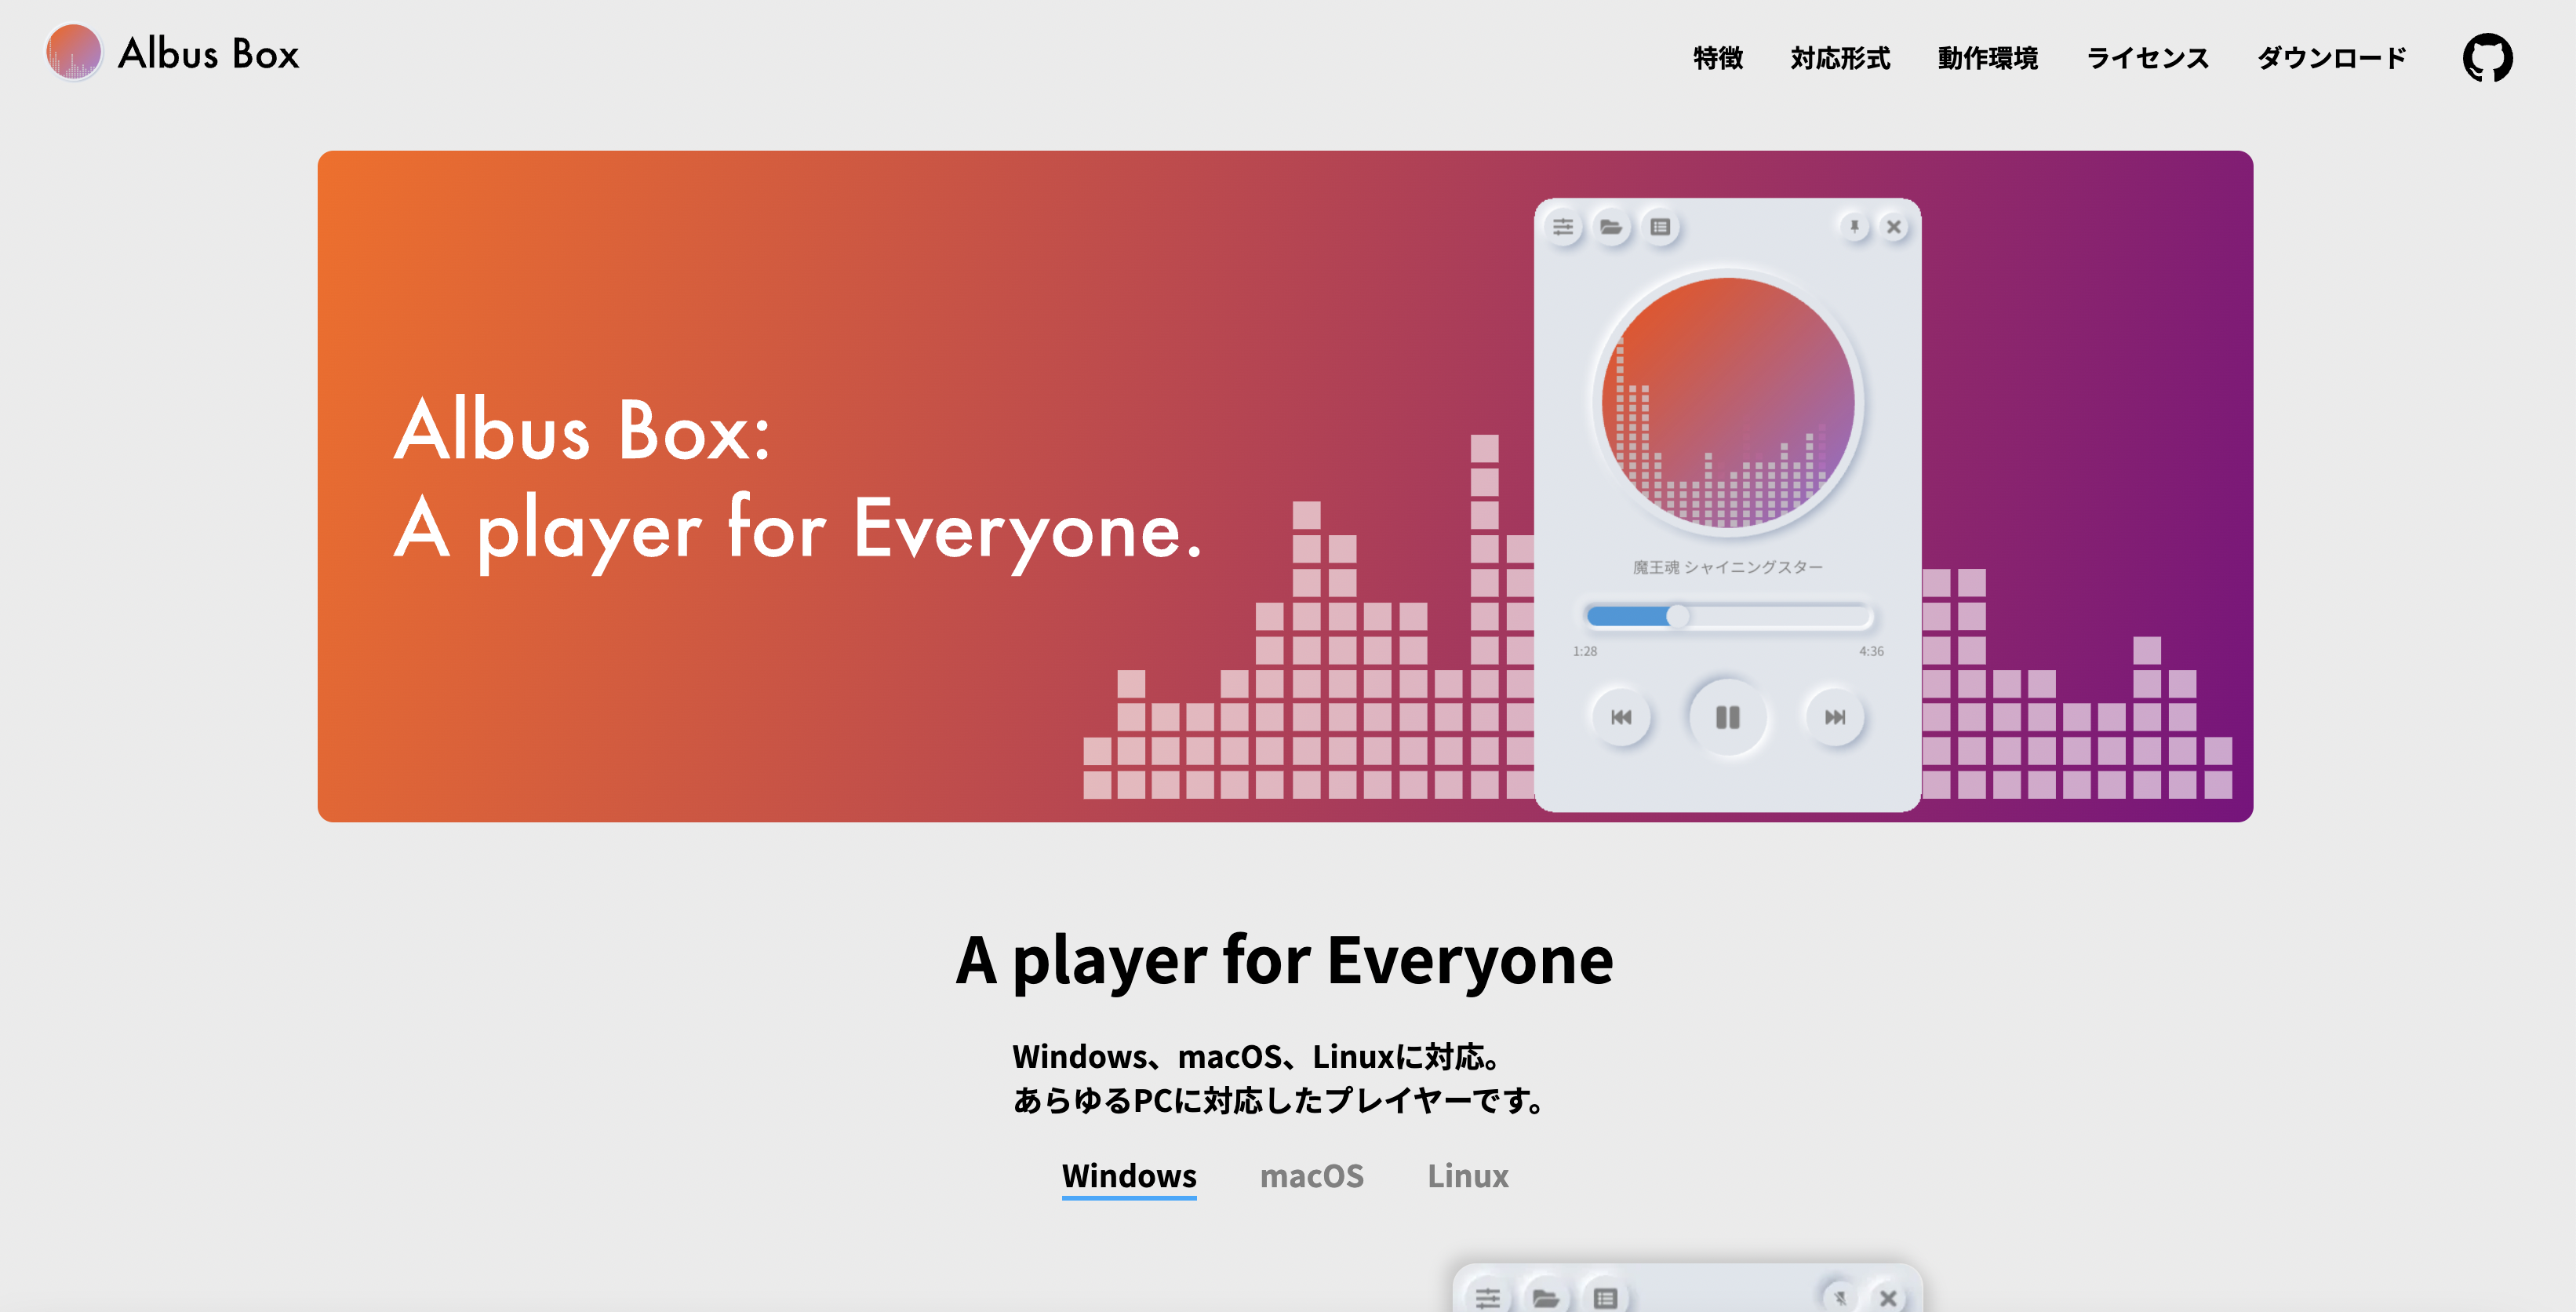 Albus Box
特徴
対応形式
動作環境
ライセンス
ダウンロード
Albus Box:
A player for Everyone.
魔王魂 シャイニングスター
1:28
4:36
A player for Everyone
Windows、macOS、Linuxに対応。
あらゆるPCに対応したプレイヤーです。
Windows
macOS
Linux